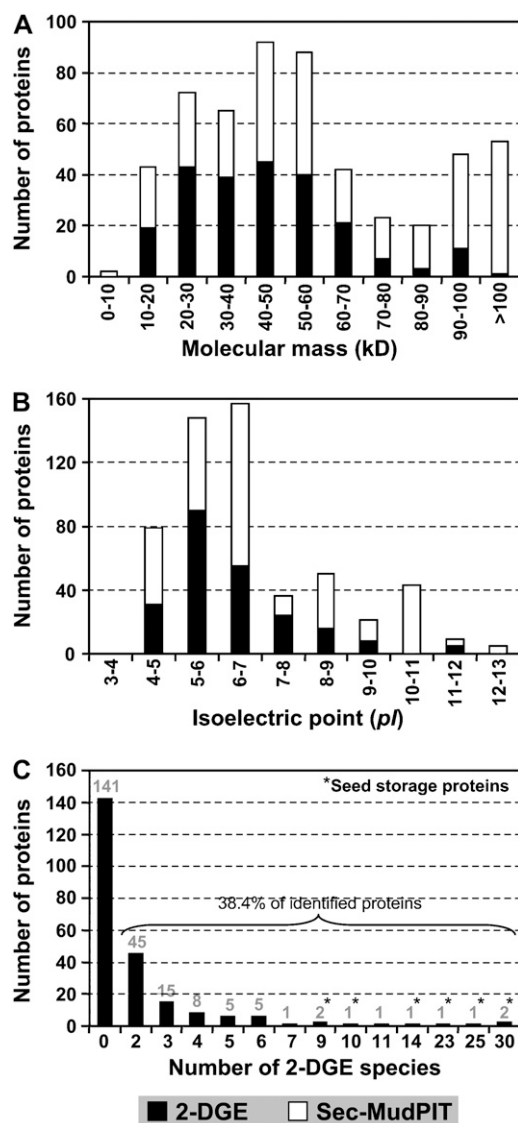 A
Number of proteins
100
80
60
40
20
0
0-10
10-20
20-30
30-40
40-50
50-60
60-70
70-80
80-90
90-100
>100
Molecular mass (kD)
B
Number of proteins
160
120
80
40
0
3-4
4-5
5-6
6-7
7-8
8-9
9-10
10-11
11-12
12-13
Isoelectric point (pI)
C
Number of proteins
160
140
120
100
80
60
40
20
0
*Seed storage proteins
38.4% of identified proteins
141 45 15 8 5 5 1 2* 1* 1 1* 1* 1* 2*
0 2 3 4 5 6 7 9 10 11 14 23 25 30
Number of 2-DGE species
2-DGE Sec-MudPIT